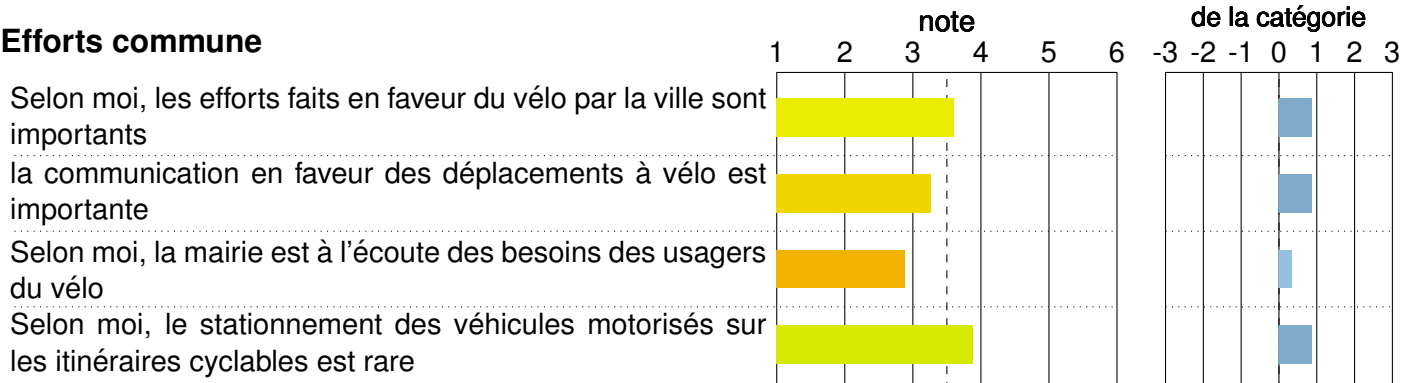 note
de la catégorie
Efforts commune
1 2 3 4 5 6
-3 -2 -1 0 1 2 3
Selon moi, les efforts faits en faveur du vélo par la ville sont
importants
la communication en faveur des déplacements à vélo est
importante
Selon moi, la mairie est à l'écoute des besoins des usagers
du vélo
Selon moi, le stationnement des véhicules motorisés sur
les itinéraires cyclables est rare